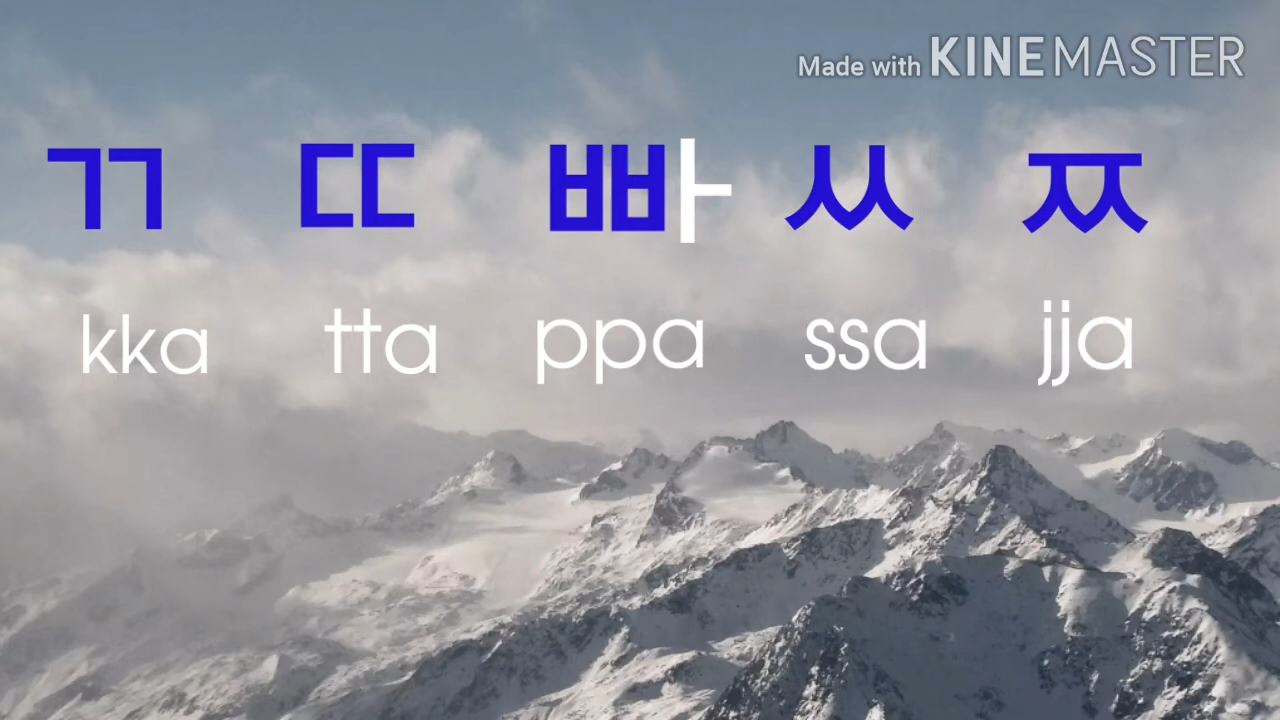 Made with KINEMASTER
ㄲ ㄸ ㅃㅏ ㅆ ㅉ
kka tta ppa ssa jja